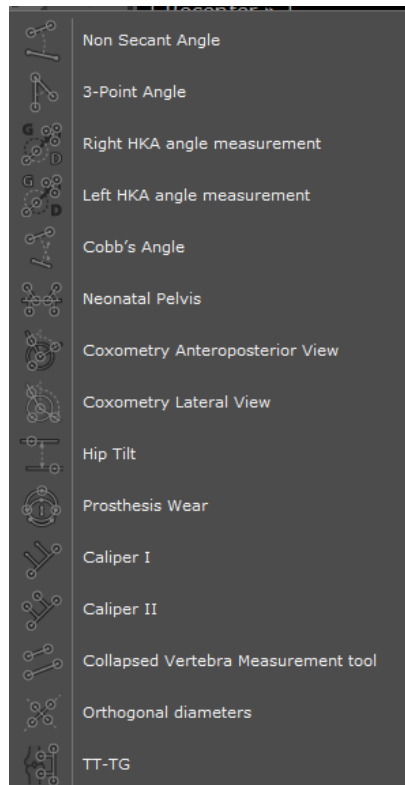 Non Secant Angle
3-Point Angle
G
D
Right HKA angle measurement
G
D
Left HKA angle measurement
Cobb's Angle
Neonatal Pelvis
Coxometry Anteroposterior View
Coxometry Lateral View
Hip Tilt
Prosthesis Wear
Caliper I
Caliper II
Collapsed Vertebra Measurement tool
Orthogonal diameters
TT-TG